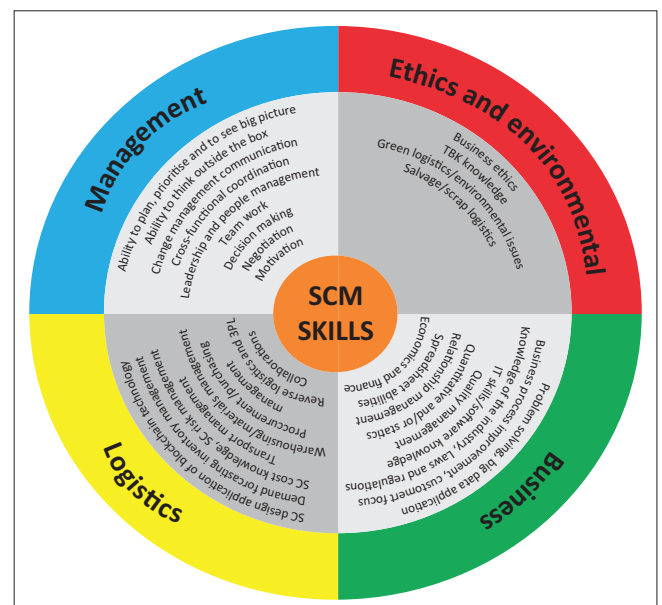 Management
Ability to plan, prioritise and to see big picture
Ability to think outside the box
Change management communication
Cross-functional coordination
Leadership and people management
Team work
Decision making
Negotiation
Motivation
Ethics and environmental
Business ethics
TBK knowledge
Green logistics/environmental issues
Salvage/scrap logistics
SCM
SKILLS
Logistics
SC design application of blockchain technology
Demand forcasting inventory management
SC cost knowledge, SC risk management
Transport management
Warehousing/materials management
Proccurement /purchasing
management
Reverse logistics and 3PL
Collaborations
Business
Problem solving, big data application
Business process improvement, customert focus
Knowledge of the industry, Laws and regulations
IT skills/software knowledge
Quality management
Quantitative and/or statics
Relationship management
Spreadsneet abilities
Economics and finance